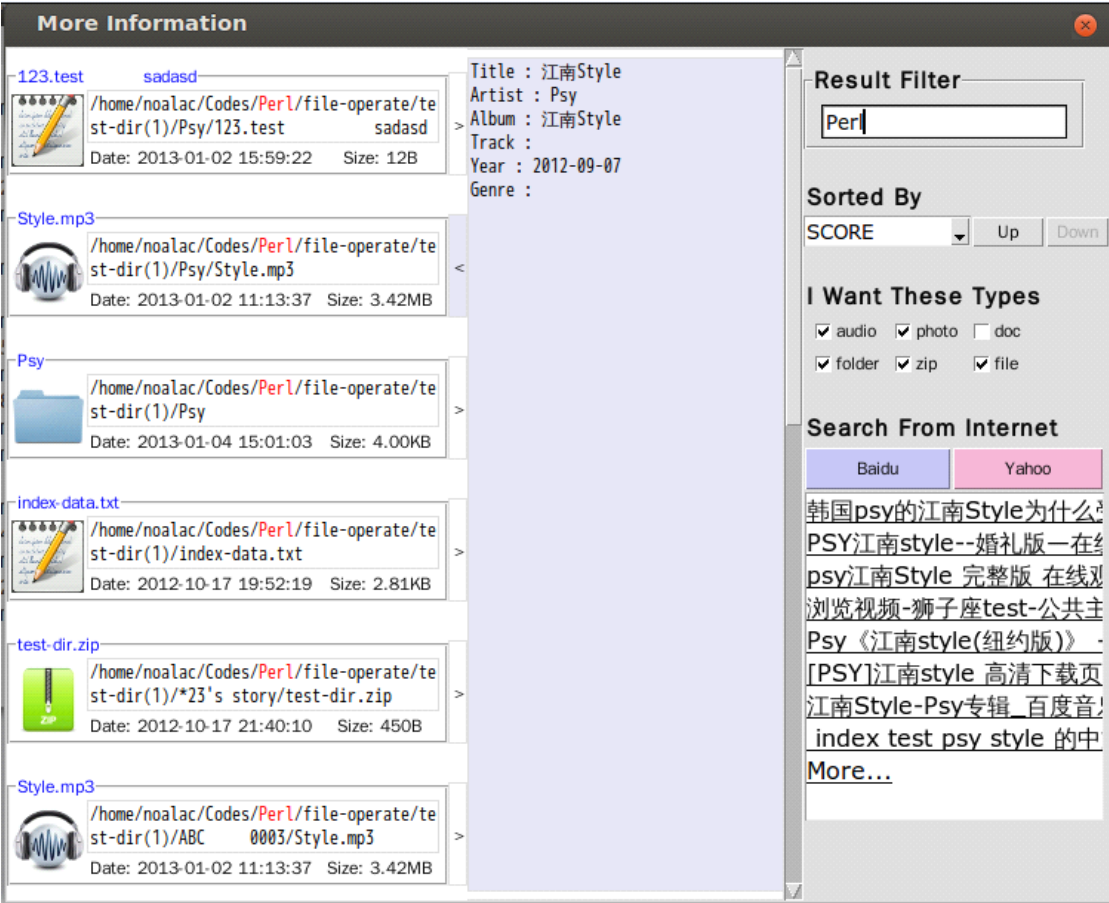 More Information
123.test sadasd
/home/noalac/Codes/Perl/file-operate/te
st-dir(1)/Psy/123.test sadasd
Date: 2013-01-02 15:59:22 Size: 12B
>
Style.mp3
/home/noalac/Codes/Perl/file-operate/te
st-dir(1)/Psy/Style.mp3
Date: 2013-01-02 11:13:37 Size: 3.42MB
<
Psy
/home/noalac/Codes/Perl/file-operate/te
st-dir(1)/Psy
Date: 2013-01-04 15:01:03 Size: 4.00KB
>
index-data.txt
/home/noalac/Codes/Perl/file-operate/te
st-dir(1)/index-data.txt
Date: 2012-10-17 19:52:19 Size: 2.81KB
>
test-dir.zip
/home/noalac/Codes/Perl/file-operate/te
st-dir(1)/*23's story/test-dir.zip
Date: 2012-10-17 21:40:10 Size: 450B
>
ZIP
Style.mp3
/home/noalac/Codes/Perl/file-operate/te
st-dir(1)/ABC 0003/Style.mp3
Date: 2013-01-02 11:13:37 Size: 3.42MB
>
Title : 江南Style
Artist : Psy
Album : 江南Style
Track :
Year : 2012-09-07
Genre :
Result Filter
Perl
Sorted By
SCORE Up Down
I Want These Types
audio photo doc
folder zip file
Search From Internet
Baidu Yahoo
韩国psy的江南Style为什么
PSY江南style--婚礼版—在线
psy江南Style 完整版 在线观
浏览视频-狮子座test-公共主
Psy《江南style(纽约版)》 -
[PSY]江南style 高清下载页
江南Style-Psy专辑_百度音乐
index test psy style 的中
More...